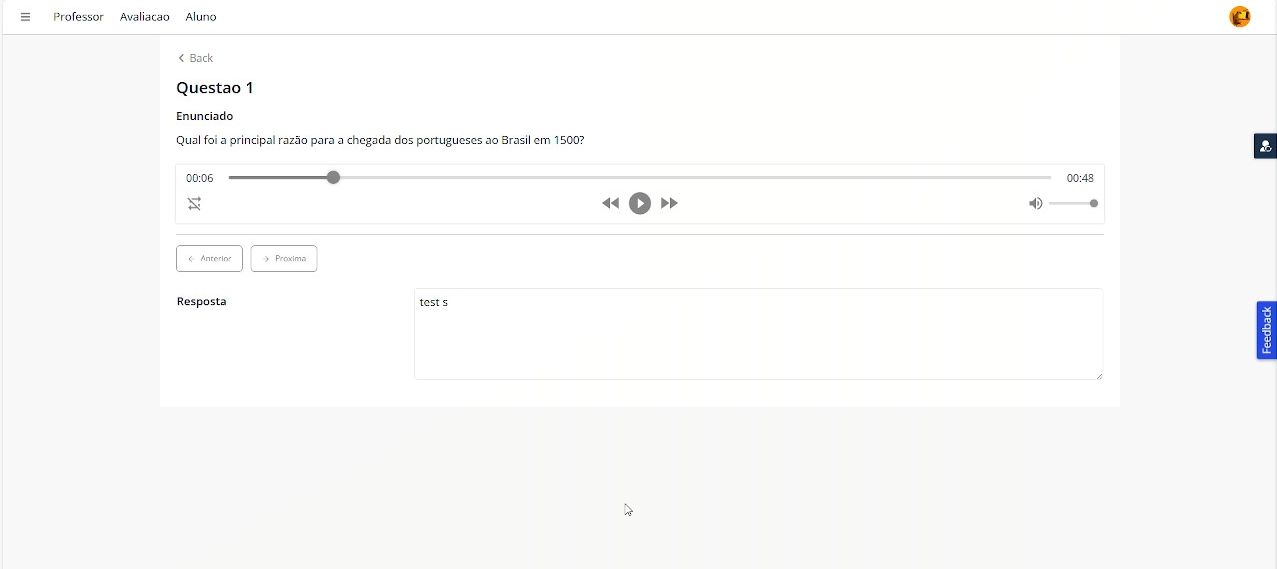 Professor Avaliacao Aluno
Back
Questao 1
Enunciado
Qual foi a principal razão para a chegada dos portugueses ao Brasil em 1500?
00:06 00:48
Anterior Proxima
Resposta test s
Feedback